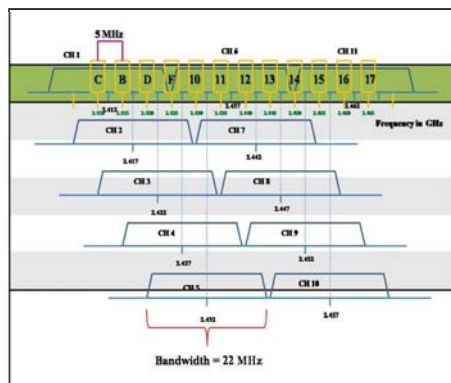 5 MHz
CH 1 CH 6 CH 11
C B D F 10 11 12 13 14 15 16 17
2.412 2.437 2.462
Frequency in GHz
CH 2 CH 7
2.417 2.442
CH 3 CH 8
2.422 2.447
CH 4 CH 9
2.427 2.452
CH 5 CH 10
2.432 2.457
Bandwidth = 22 MHz